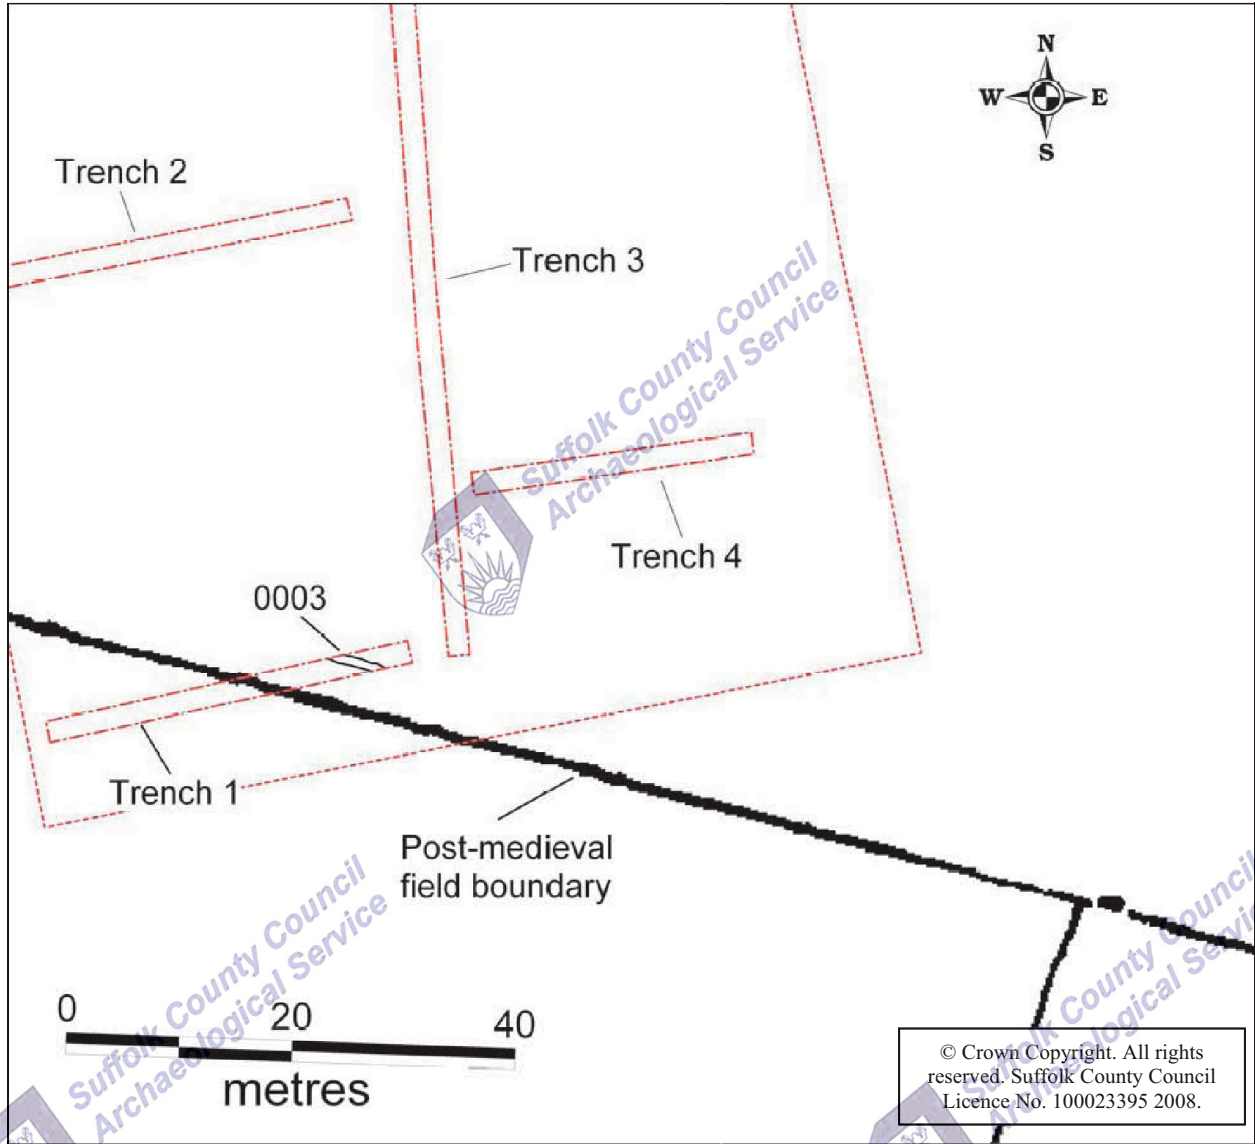 N
W E
S
Trench 2
Trench 3
Suffolk County Council
Archaeological Service
Trench 4
0003
Trench 1
Post-medieval
field boundary
Suffolk County Council
Archaeological Service
Suffolk County Council
Archaeological Servi
0 20 40
metres
© Crown Copyright. All rights
reserved. Suffolk County Council
Licence No. 100023395 2008.